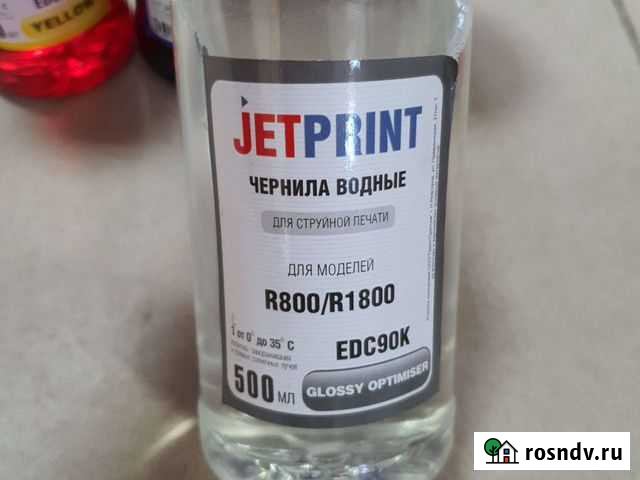 YELLOW
JETPRINT
ЧЕРНИЛА ВОДНЫЕ
ДЛЯ СТРУЙНОЙ ПЕЧАТИ
ДЛЯ МОДЕЛЕЙ
R800/R1800
EDC90K
t° от 0° до 35° C
500 МЛ
GLOSSY OPTIMISER
rosndv.ru